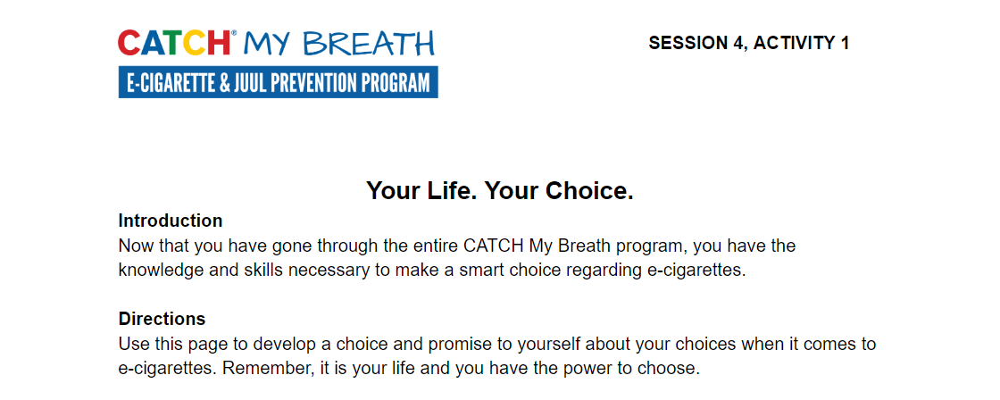 CATCH® MY BREATH
E-CIGARETTE & JUUL PREVENTION PROGRAM
SESSION 4, ACTIVITY 1
Your Life. Your Choice.
Introduction
Now that you have gone through the entire CATCH My Breath program, you have the
knowledge and skills necessary to make a smart choice regarding e-cigarettes.
Directions
Use this page to develop a choice and promise to yourself about your choices when it comes to
e-cigarettes. Remember, it is your life and you have the power to choose.